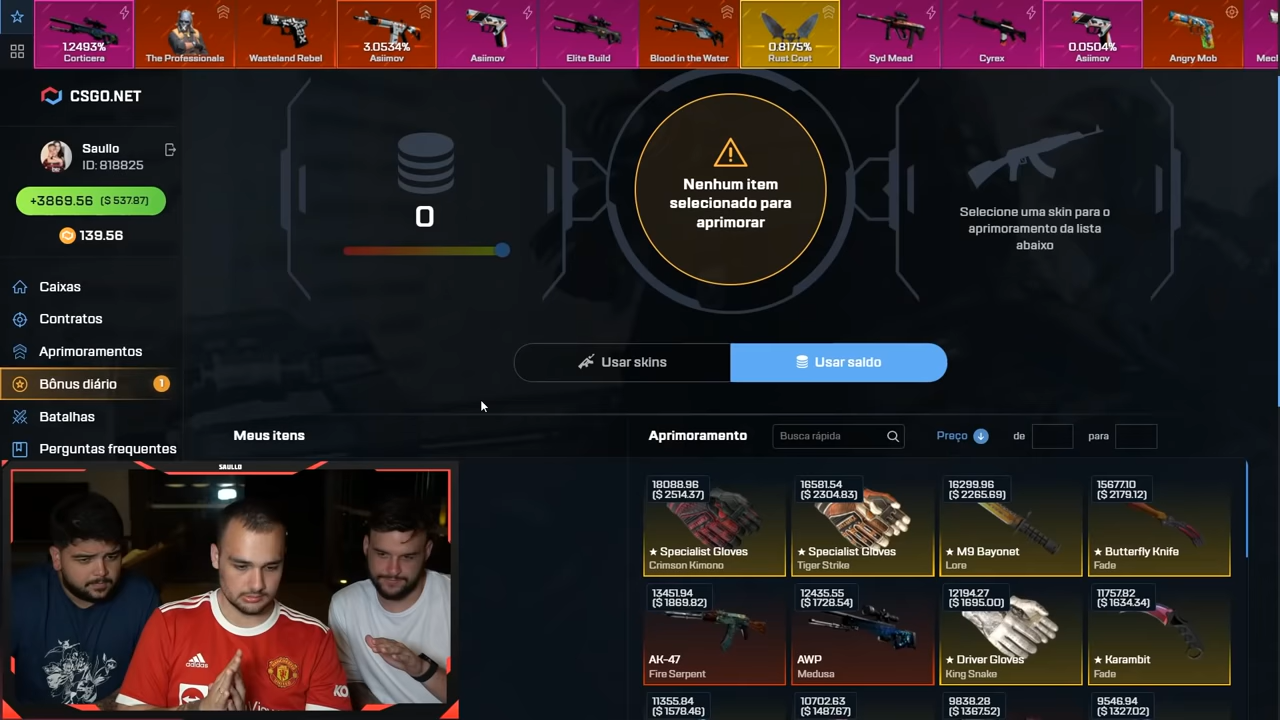 1.2493%
Corticera
The Professionals
Wasteland Rebel
3.0534%
Asiimov
Asiimov
Elite Build
Blood in the Water
0.8175%
Rust Coat
Syd Mead
Cyrex
0.0504%
Asiimov
Angry Mob
CSGO.NET
Saullo
ID: 818825
+3869.56 ($ 537.87)
139.56
Caixas
Contratos
Aprimoramentos
Bônus diário 1
Batalhas
Perguntas frequentes
0
Nenhum item
selecionado para
aprimorar
Selecione uma skin para o
aprimoramento da lista
abaixo
Usar skins
Usar saldo
Meus itens
Aprimoramento
Busca rápida
Preço
de
para
18088.96
($ 2514.37)
★ Specialist Gloves
Crimson Kimono
16581.54
($ 2304.83)
★ Specialist Gloves
Tiger Strike
16299.96
($ 2265.69)
★ M9 Bayonet
Lore
15677.10
($ 2179.12)
★ Butterfly Knife
Fade
13451.94
($ 1869.82)
AK-47
Fire Serpent
12435.55
($ 1728.54)
AWP
Medusa
12194.27
($ 1695.00)
★ Driver Gloves
King Snake
11757.82
($ 1634.34)
★ Karambit
Fade
11355.84
($ 1578.46)
10702.63
($ 1487.67)
9838.28
($ 1367.52)
9546.94
($ 1327.02)
SAULLO
adidas